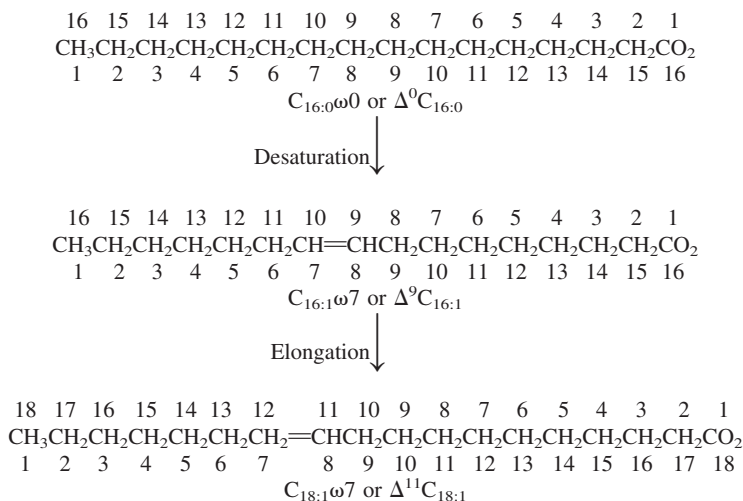 16 15 14 13 12 11 10 9 8 7 6 5 4 3 2 1
CH₃CH₂CH₂CH₂CH₂CH₂CH₂CH₂CH₂CH₂CH₂CH₂CH₂CH₂CH₂CO₂
1 2 3 4 5 6 7 8 9 10 11 12 13 14 15 16
C₁₆:₀ω0 or Δ⁰C₁₆:₀
Desaturation
16 15 14 13 12 11 10 9 8 7 6 5 4 3 2 1
CH₃CH₂CH₂CH₂CH₂CH₂CH=CHCH₂CH₂CH₂CH₂CH₂CH₂CH₂CO₂
1 2 3 4 5 6 7 8 9 10 11 12 13 14 15 16
C₁₆:₁ω7 or Δ⁹C₁₆:₁
Elongation
18 17 16 15 14 13 12 11 10 9 8 7 6 5 4 3 2 1
CH₃CH₂CH₂CH₂CH₂CH₂CH₂=CHCH₂CH₂CH₂CH₂CH₂CH₂CH₂CH₂CH₂CO₂
1 2 3 4 5 6 7 8 9 10 11 12 13 14 15 16 17 18
C₁₈:₁ω7 or Δ¹¹C₁₈:₁